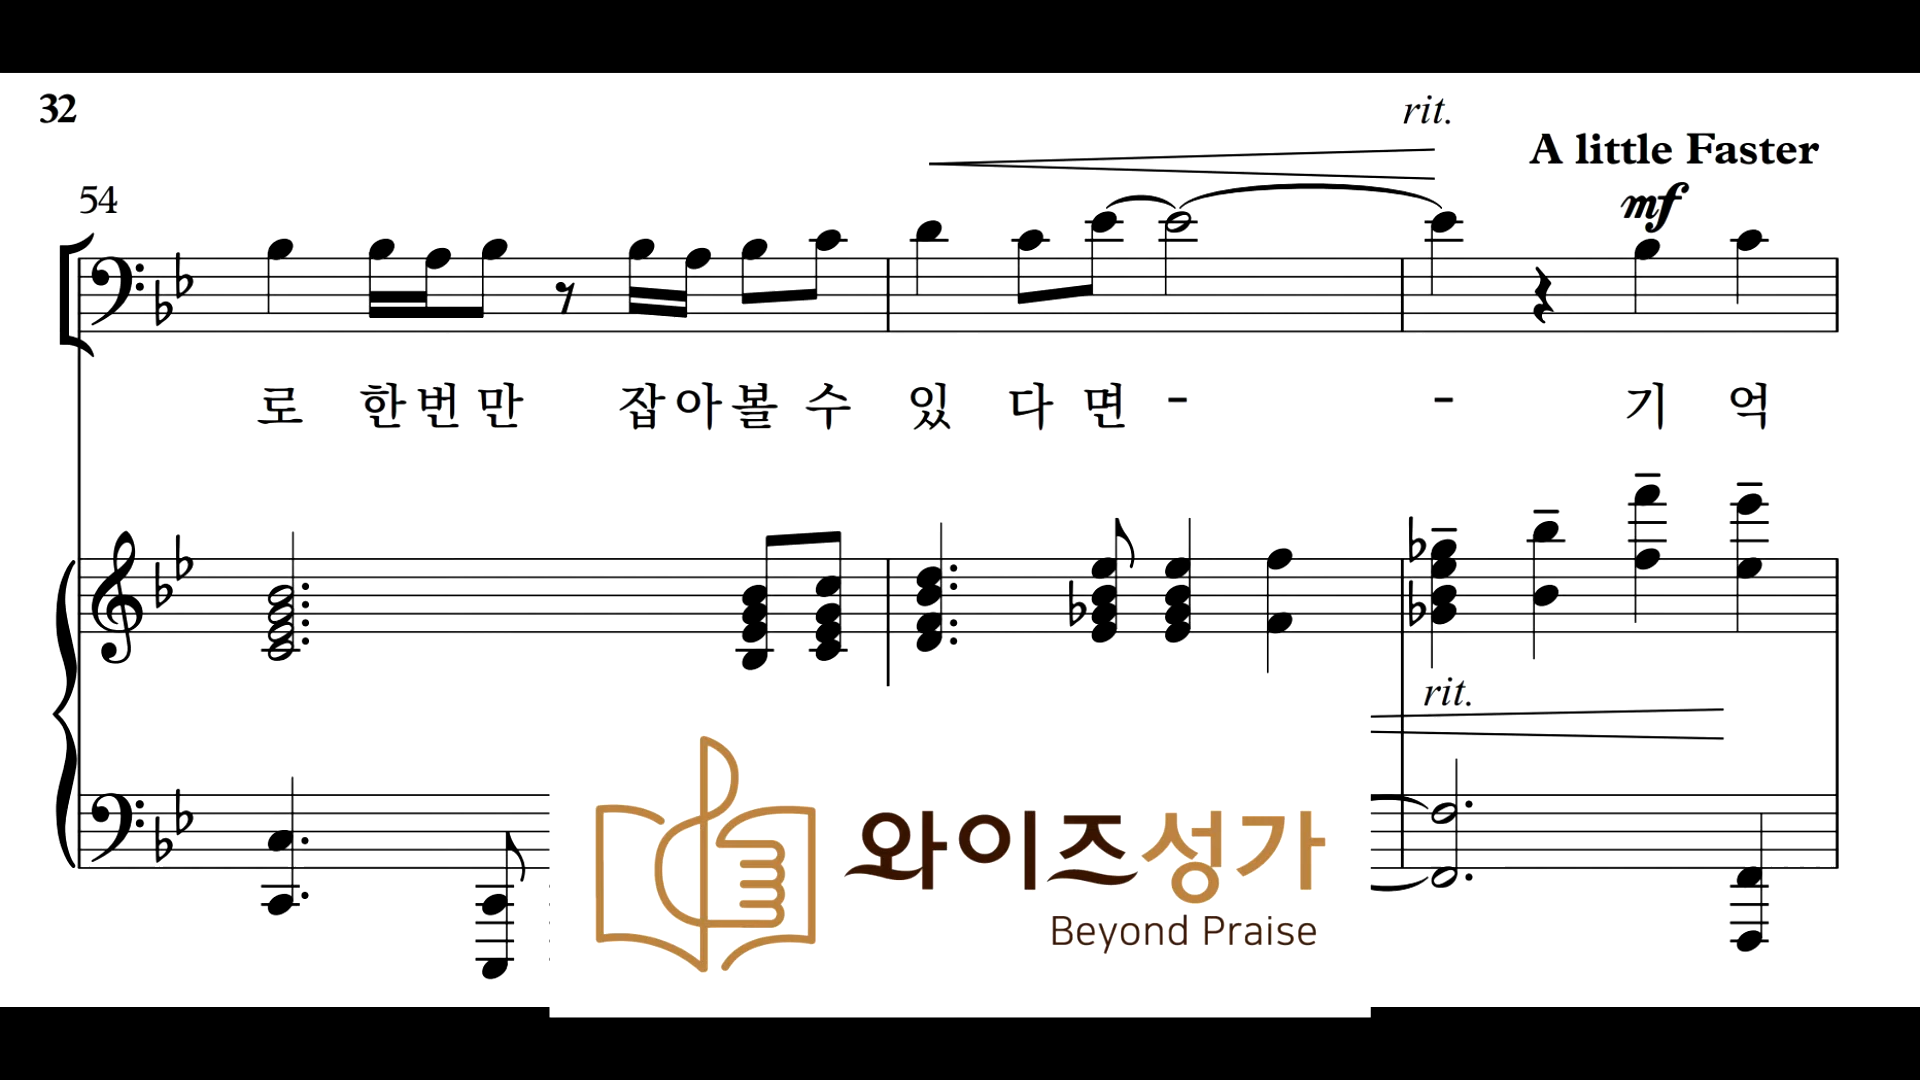 32
rit.
A little Faster
54
mf
로 한번만 잡아볼 수 있 다 면 - - 기 억
rit.
와이즈성가
Beyond Praise